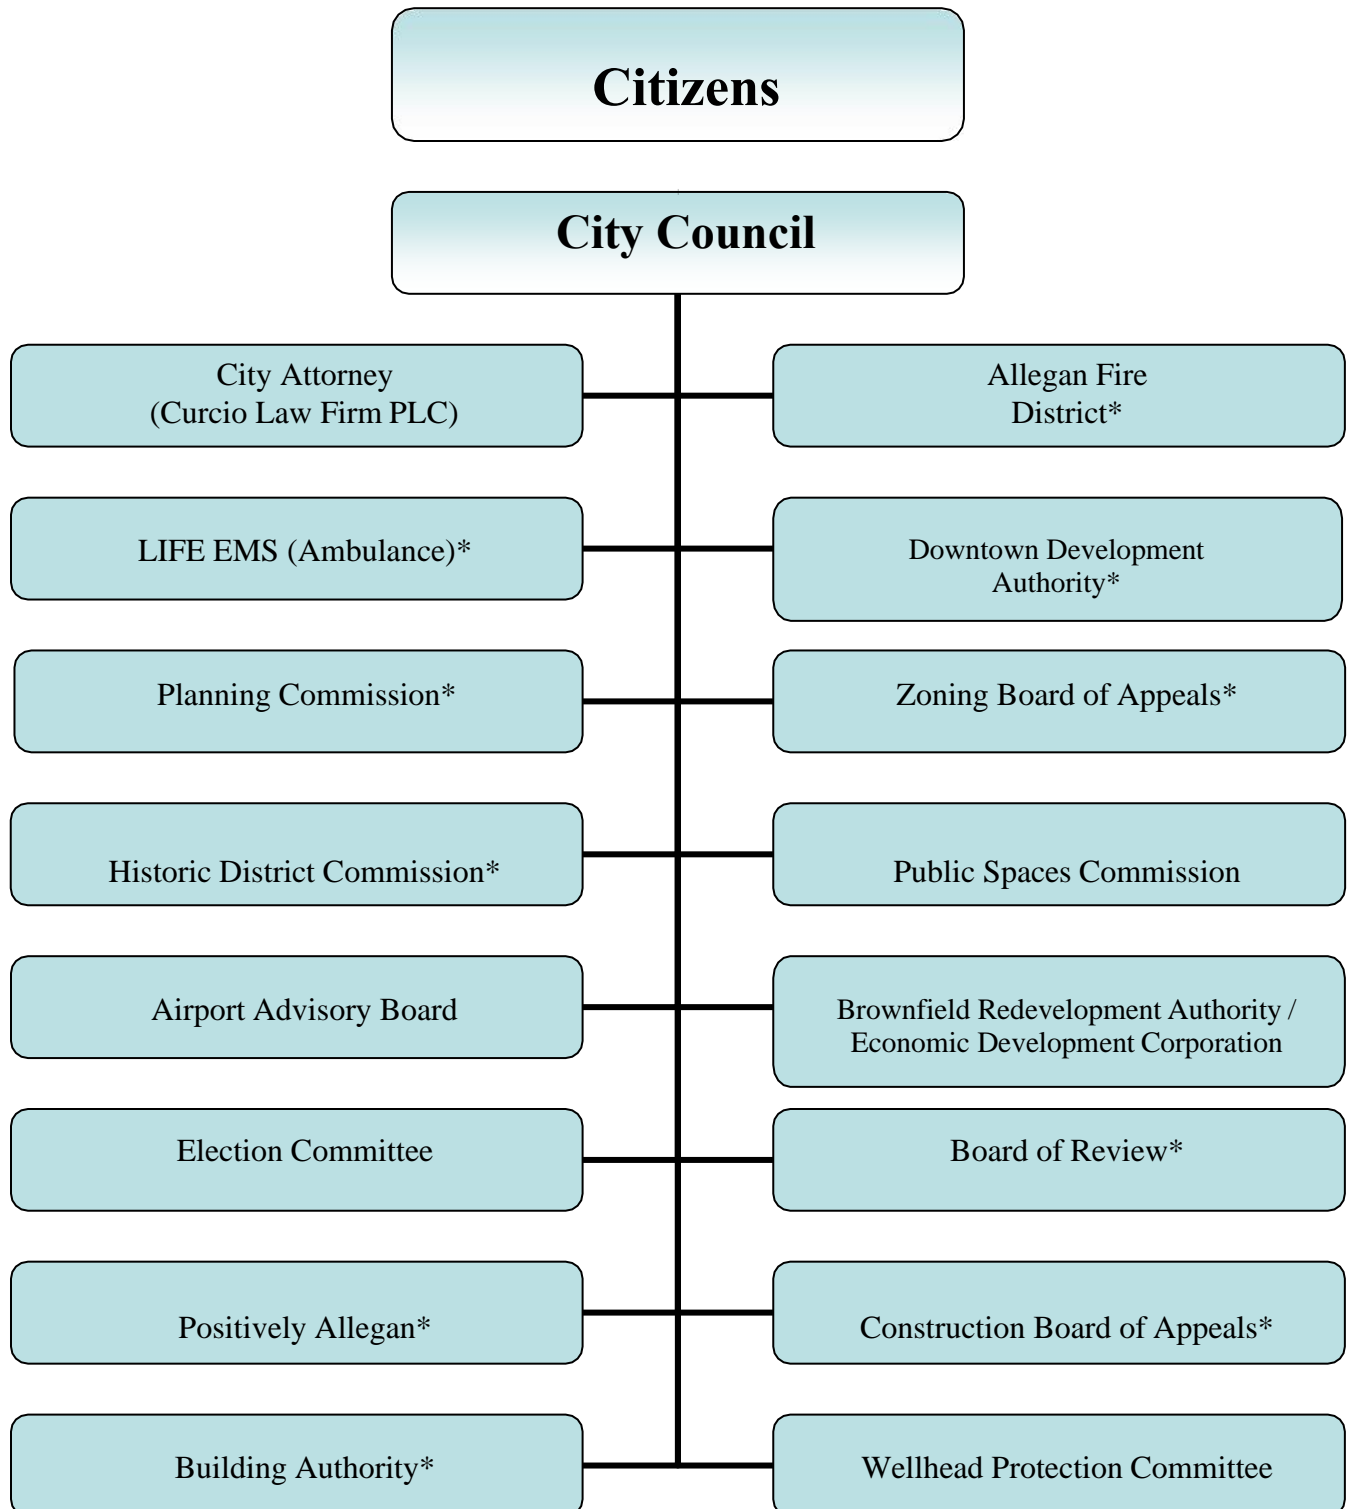 Citizens
City Council
City Attorney
(Curcio Law Firm PLC)
Allegan Fire
District*
LIFE EMS (Ambulance)*
Downtown Development
Authority*
Planning Commission*
Zoning Board of Appeals*
Historic District Commission*
Public Spaces Commission
Airport Advisory Board
Brownfield Redevelopment Authority /
Economic Development Corporation
Election Committee
Board of Review*
Positively Allegan*
Construction Board of Appeals*
Building Authority*
Wellhead Protection Committee